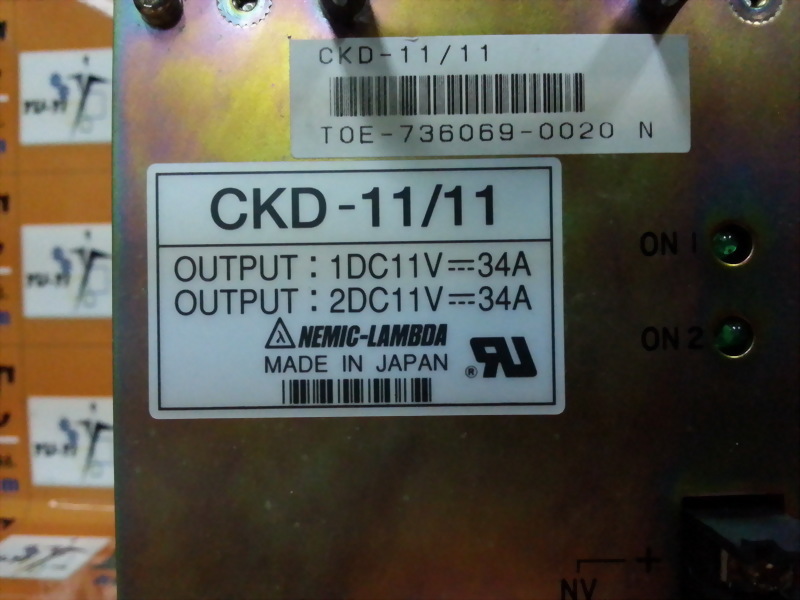 CKD-11/11
TOE-736069-0020 N
CKD-11/11
OUTPUT : 1DC11V⎓34A
OUTPUT : 2DC11V⎓34A
NEMIC-LAMBDA
MADE IN JAPAN
ON 1
ON 2
+
NV